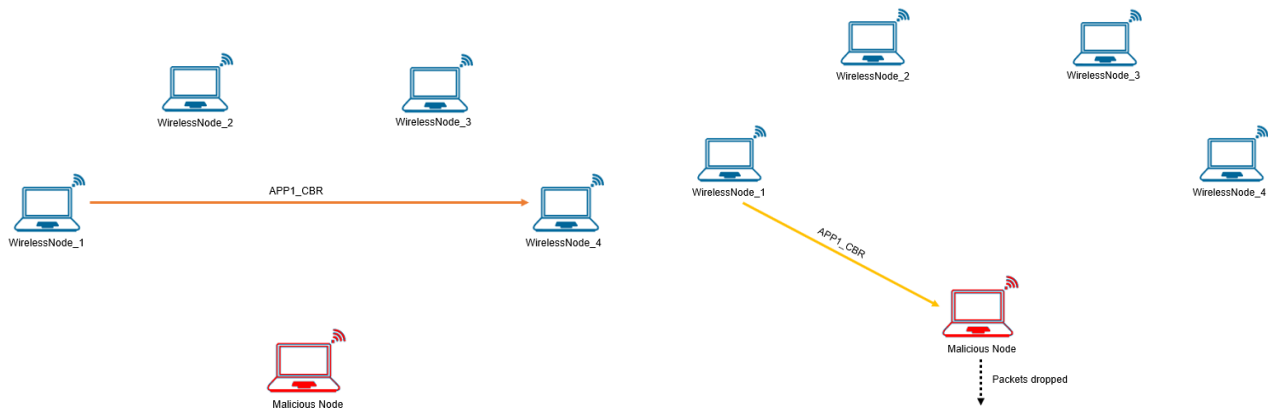 WirelessNode_2
WirelessNode_3
APP1_CBR
WirelessNode_1
WirelessNode_4
Malicious Node
WirelessNode_2
WirelessNode_3
WirelessNode_1
WirelessNode_4
APP1_CBR
Malicious Node
Packets dropped